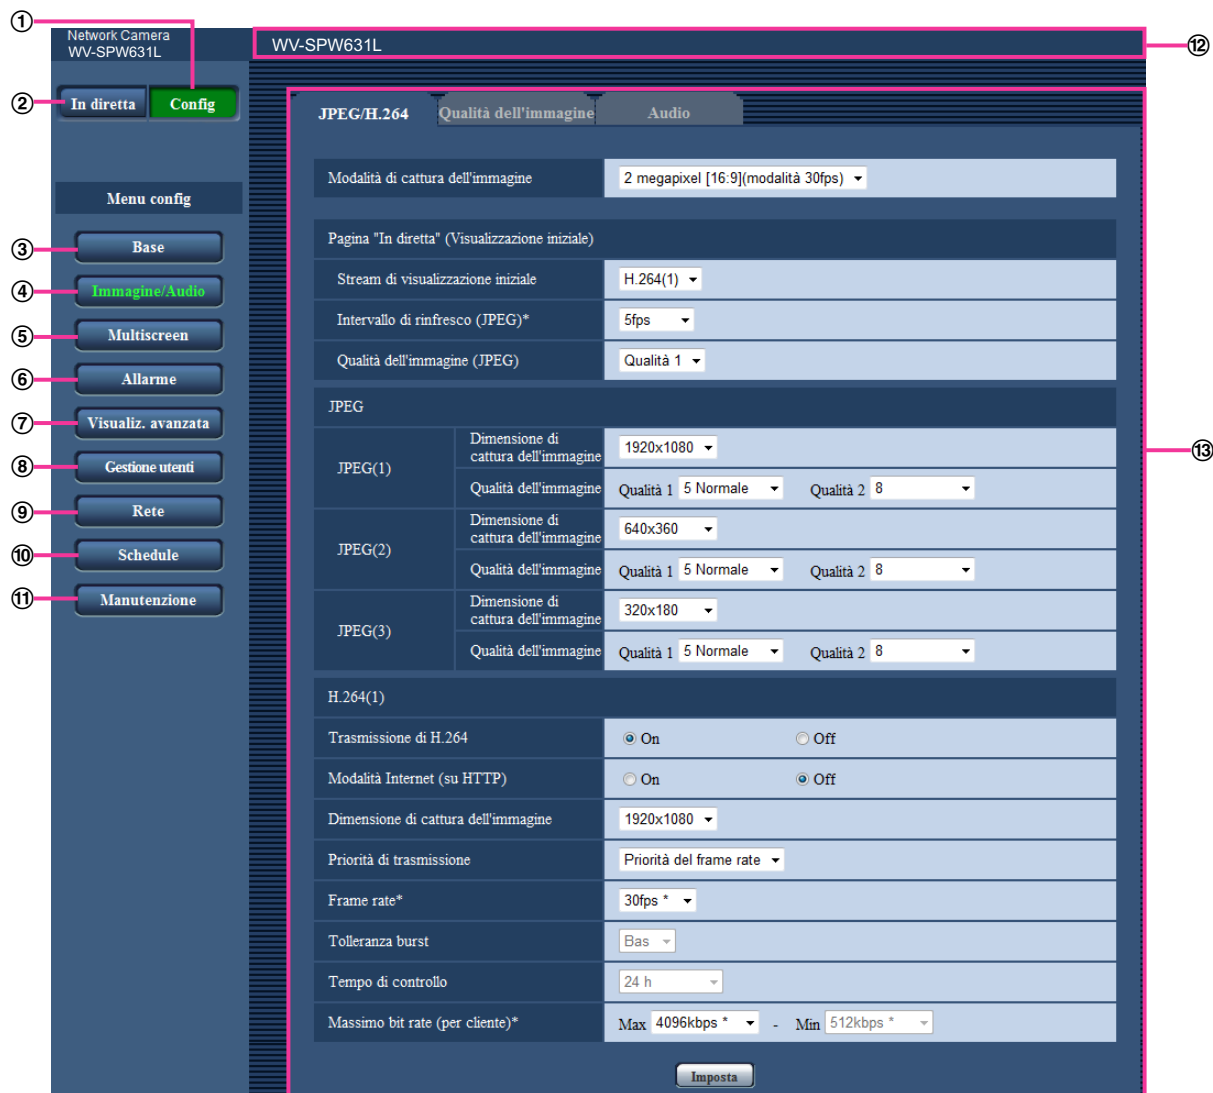 ①
Network Camera
WV-SPW631L
WV-SPW631L
⑫
②
In diretta
Config
JPEG/H.264
Qualità dell'immagine
Audio
Modalità di cattura dell'immagine
2 megapixel [16:9](modalità 30fps)
Menu config
Pagina "In diretta" (Visualizzazione iniziale)
③
Base
Stream di visualizzazione iniziale
H.264(1)
④
Immagine/Audio
Intervallo di rinfresco (JPEG)*
5fps
⑤
Multiscreen
Qualità dell'immagine (JPEG)
Qualità 1
⑥
Allarme
JPEG
⑦
Visualiz. avanzata
JPEG(1)
Dimensione di
cattura dell'immagine
1920x1080
⑬
⑧
Gestione utenti
Qualità dell'immagine
Qualità 1 5 Normale
Qualità 2 8
⑨
Rete
JPEG(2)
Dimensione di
cattura dell'immagine
640x360
⑩
Schedule
Qualità dell'immagine
Qualità 1 5 Normale
Qualità 2 8
⑪
Manutenzione
JPEG(3)
Dimensione di
cattura dell'immagine
320x180
Qualità dell'immagine
Qualità 1 5 Normale
Qualità 2 8
H.264(1)
Trasmissione di H.264
On
Off
Modalità Internet (su HTTP)
On
Off
Dimensione di cattura dell'immagine
1920x1080
Priorità di trasmissione
Priorità del frame rate
Frame rate*
30fps *
Tolleranza burst
Bas
Tempo di controllo
24 h
Massimo bit rate (per cliente)*
Max 4096kbps * - Min 512kbps *
Imposta